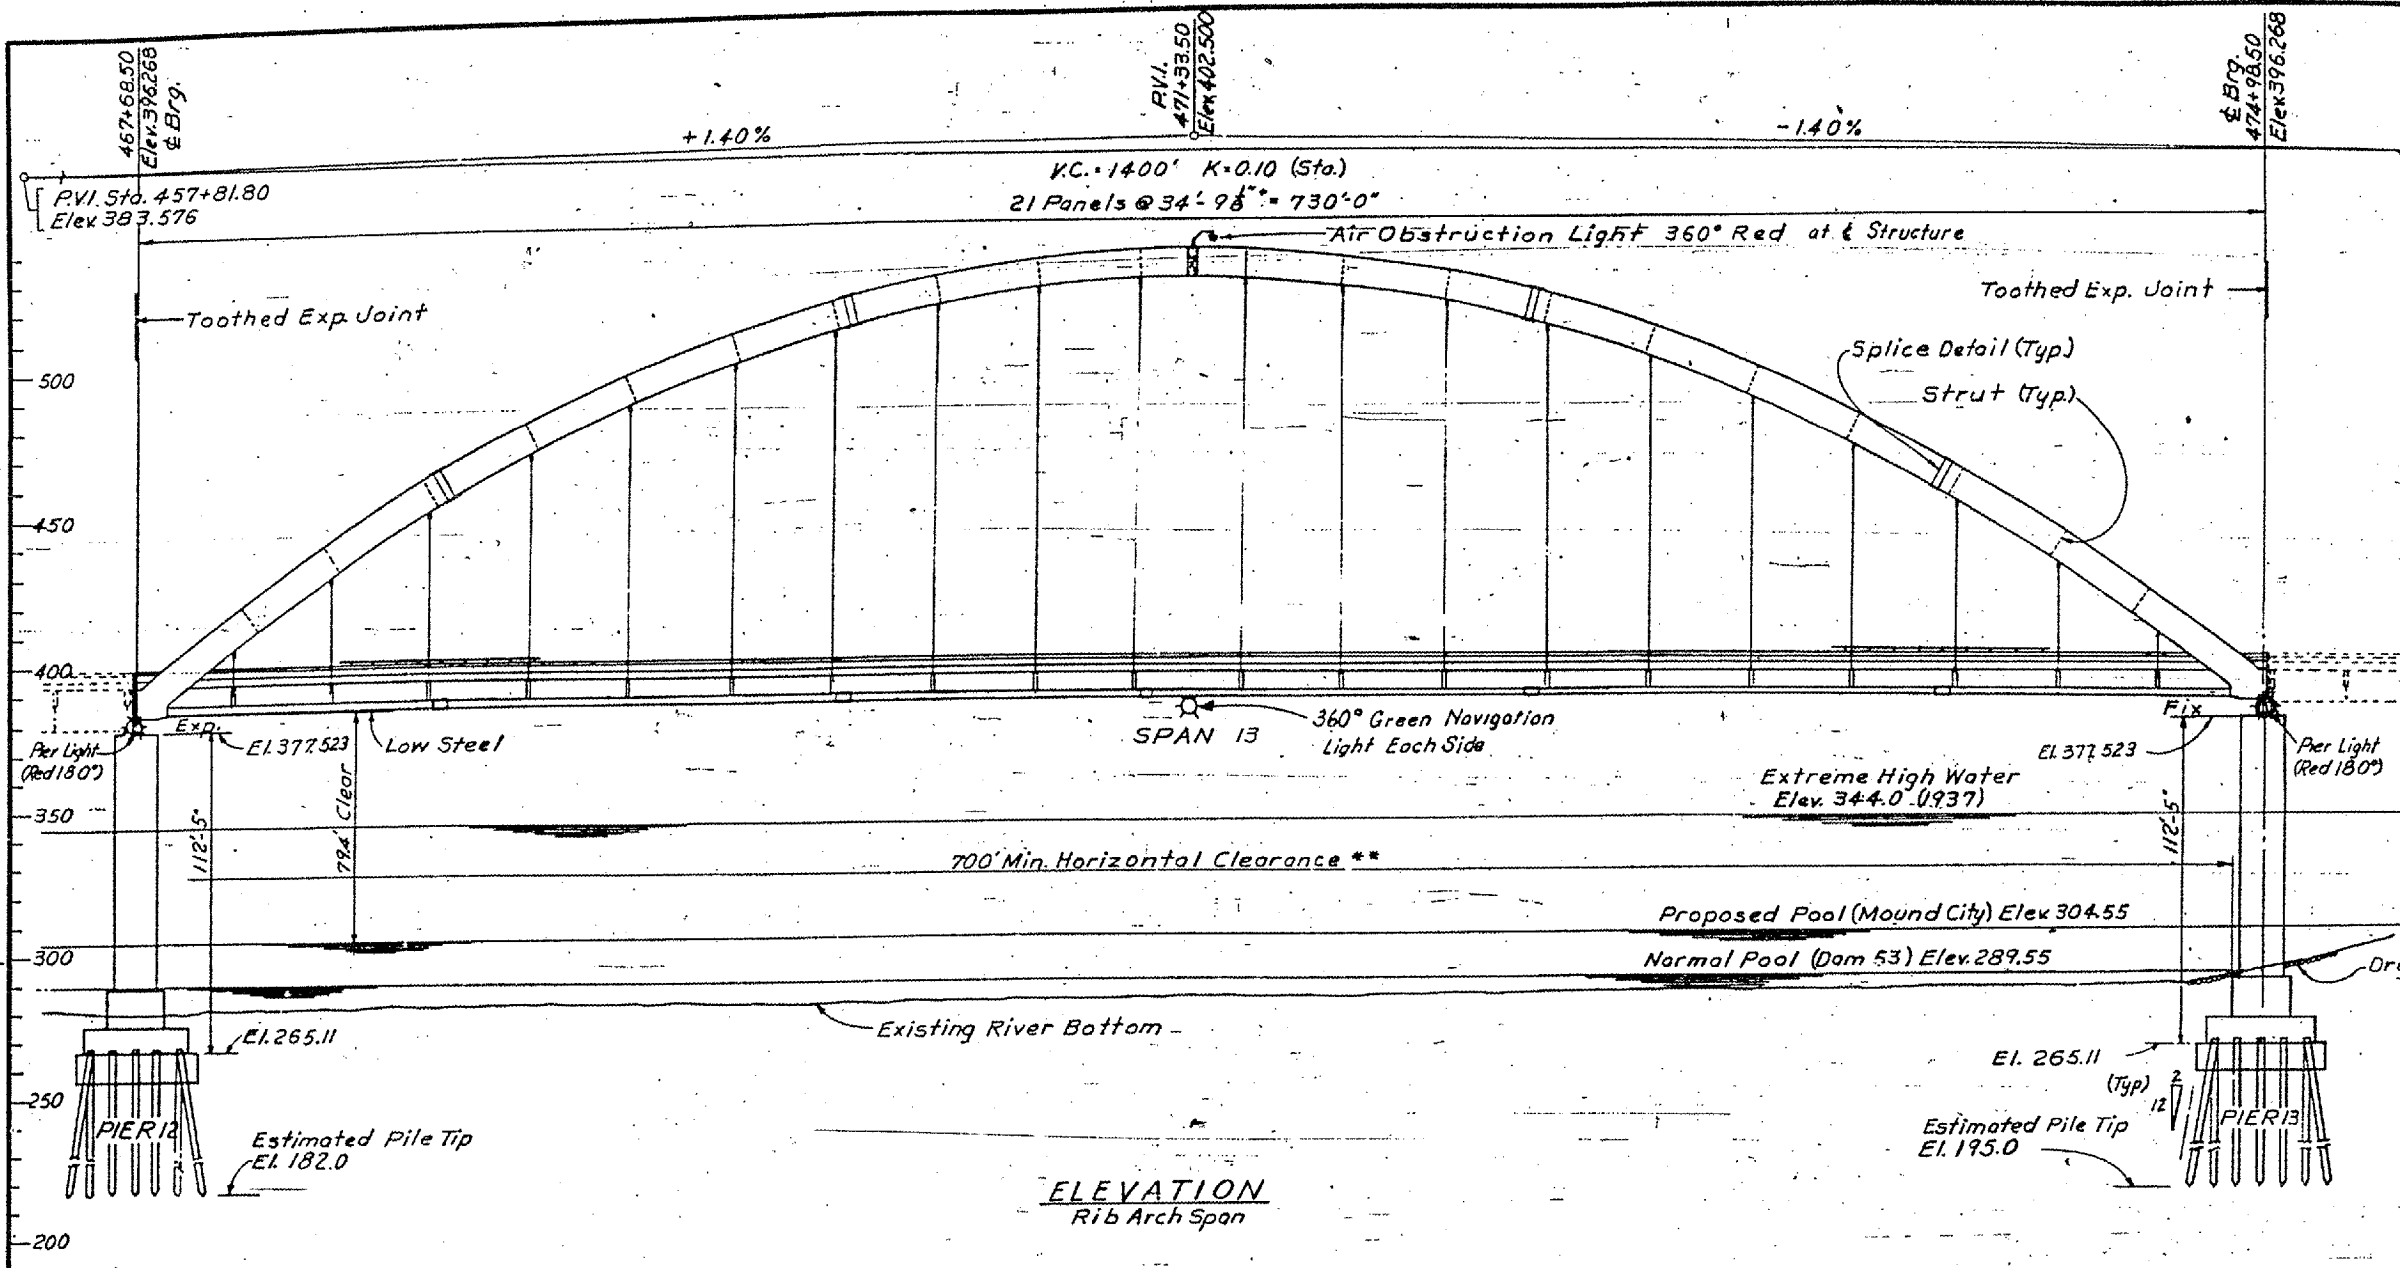 467+68.50
Elev. 396.268
℄ Brg.
P.V.I.
471+33.50
Elev. 402.500
℄ Brg.
474+98.50
Elev. 396.268
+1.40%
-1.40%
P.V.I. Sta. 457+81.80
Elev. 383.576
V.C. = 1400' K=0.10 (Sta.)
21 Panels @ 34'- 9 1/8"+ = 730'-0"
Air Obstruction Light 360° Red at ℄ Structure
Toothed Exp. Joint
Toothed Exp. Joint
Splice Detail (Typ.)
Strut (Typ.)
500
450
400
350
300
250
200
Exp.
El. 377.523
Low Steel
Pier Light
(Red 180°)
SPAN 13
360° Green Navigation
Light Each Side
Fix
El. 377.523
Pier Light
(Red 180°)
Extreme High Water
Elev. 344.0 (1937)
112'-5"
79.4' Clear
112'-5"
700' Min. Horizontal Clearance **
Proposed Pool (Mound City) Elev. 304.55
Normal Pool (Dam 53) Elev. 289.55
Existing River Bottom
El. 265.11
El. 265.11
(Typ)
2
12
PIER 12
PIER 13
Estimated Pile Tip
El. 182.0
Estimated Pile Tip
El. 195.0
ELEVATION
Rib Arch Span